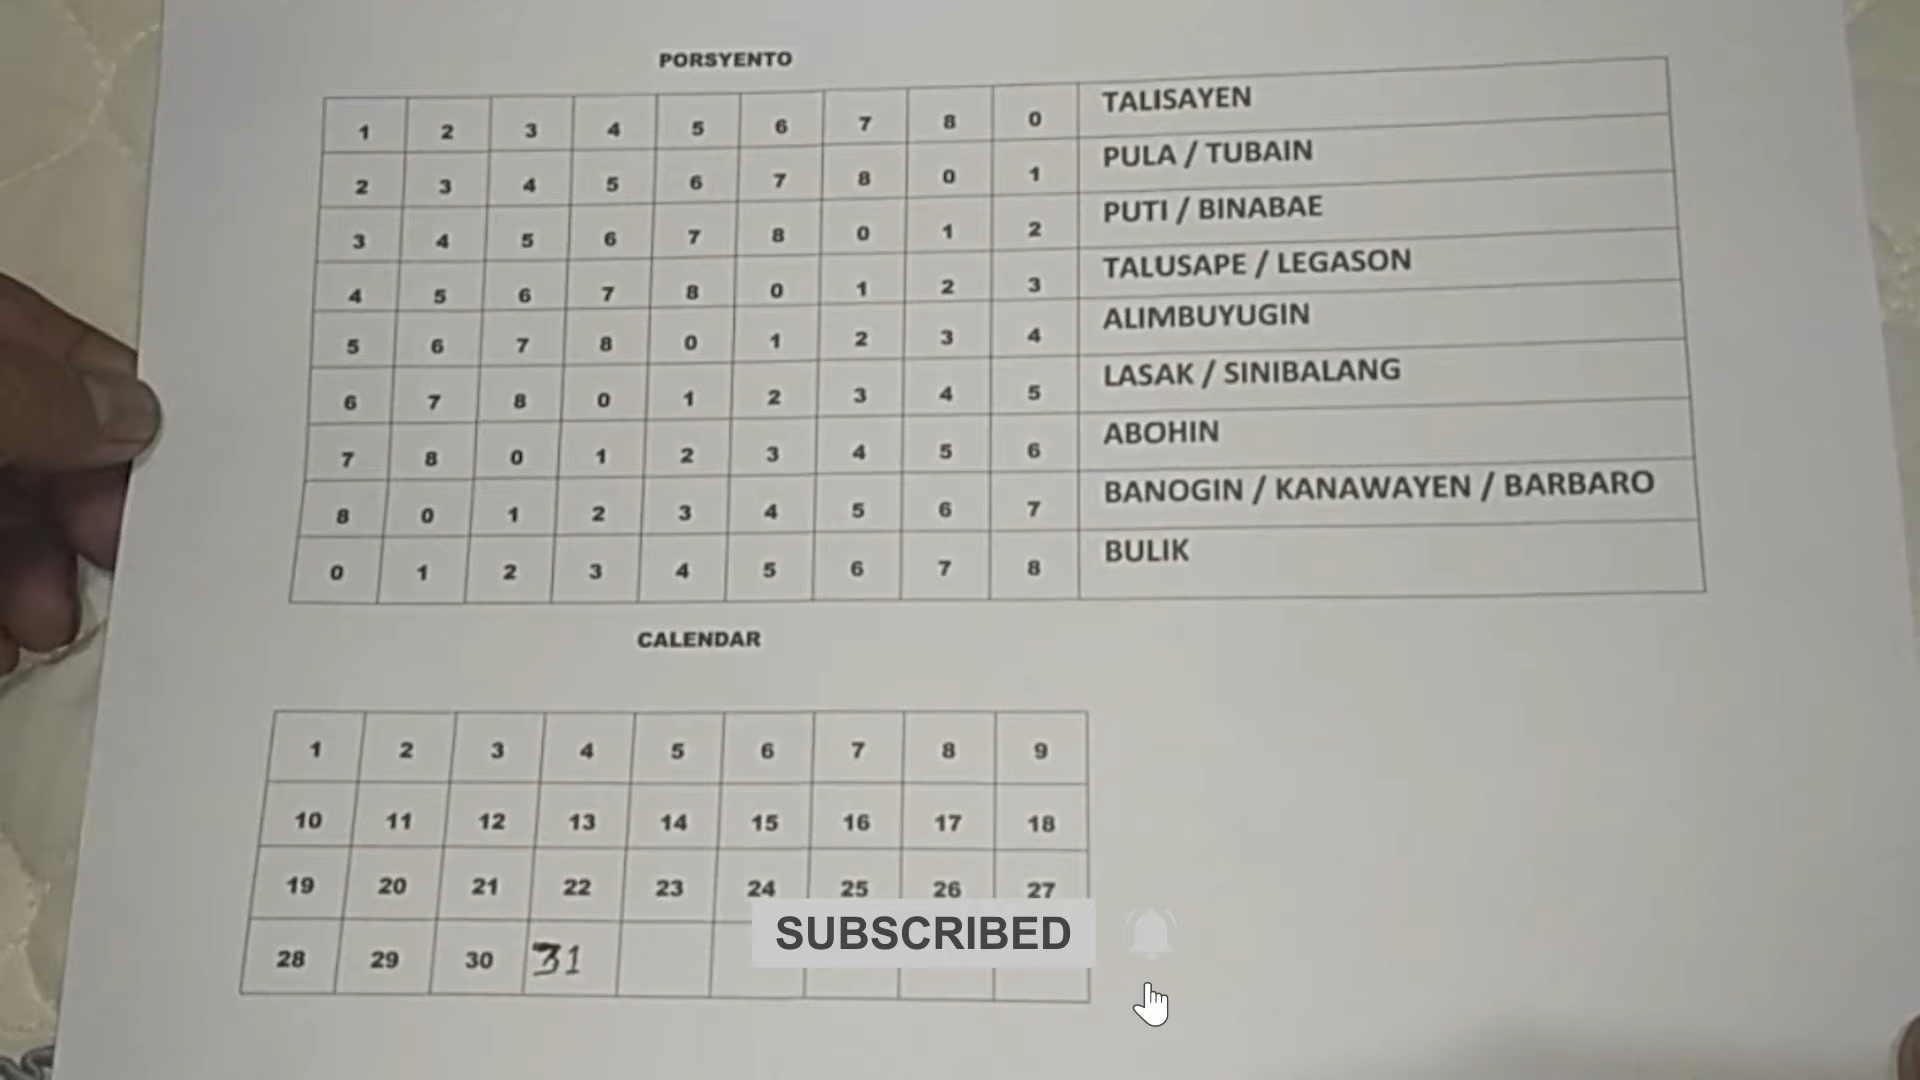 PORSYENTO
1 2 3 4 5 6 7 8 0 TALISAYEN
2 3 4 5 6 7 8 0 1 PULA / TUBAIN
3 4 5 6 7 8 0 1 2 PUTI / BINABAE
4 5 6 7 8 0 1 2 3 TALUSAPE / LEGASON
5 6 7 8 0 1 2 3 4 ALIMBUYUGIN
6 7 8 0 1 2 3 4 5 LASAK / SINIBALANG
7 8 0 1 2 3 4 5 6 ABOHIN
8 0 1 2 3 4 5 6 7 BANOGIN / KANAWAYEN / BARBARO
0 1 2 3 4 5 6 7 8 BULIK
CALENDAR
1 2 3 4 5 6 7 8 9
10 11 12 13 14 15 16 17 18
19 20 21 22 23 24 25 26 27
28 29 30 31
SUBSCRIBED